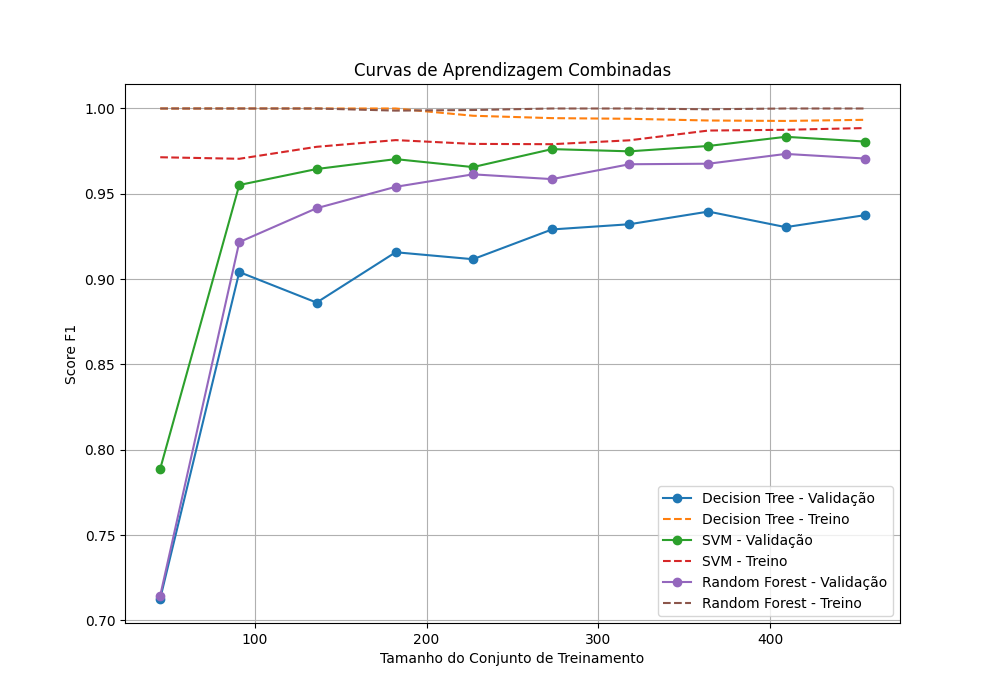 Curvas de Aprendizagem Combinadas
1.00
0.95
0.90
0.85
0.80
0.75
0.70
Score F1
100
200
300
400
Tamanho do Conjunto de Treinamento
Decision Tree - Validação
Decision Tree - Treino
SVM - Validação
SVM - Treino
Random Forest - Validação
Random Forest - Treino